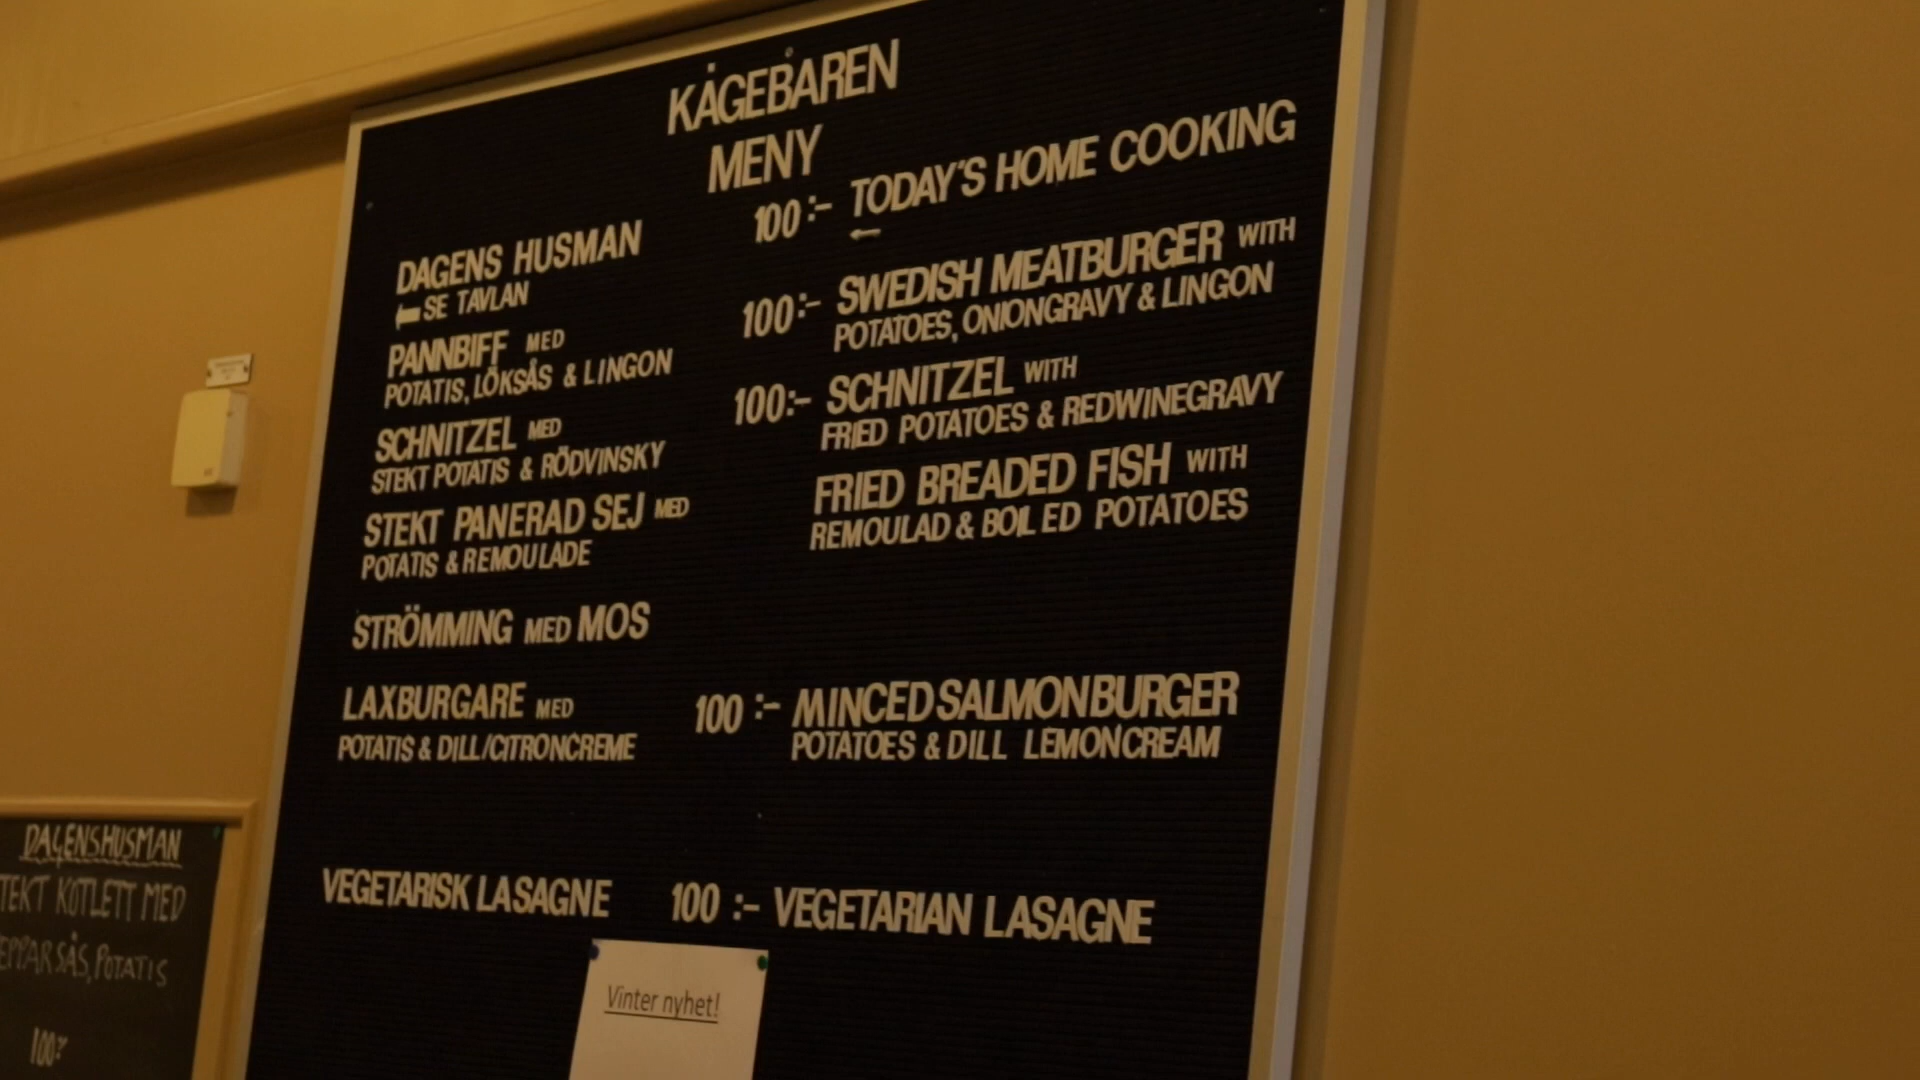 KÅGEBAREN
MENY
DAGENS HUSMAN 100:- TODAY'S HOME COOKING
SE TAVLAN
PANNBIFF MED 100:- SWEDISH MEATBURGER WITH
POTATIS, LÖKSÅS & LINGON POTATOES, ONIONGRAVY & LINGON
SCHNITZEL MED 100:- SCHNITZEL WITH
STEKT POTATIS & RÖDVINSKY FRIED POTATOES & REDWINEGRAVY
STEKT PANERAD SEJ MED FRIED BREADED FISH WITH
POTATIS & REMOULADE REMOULAD & BOILED POTATOES
STRÖMMING MED MOS
LAXBURGARE MED 100:- MINCED SALMONBURGER
POTATIS & DILL/CITRONCREME POTATOES & DILL LEMONCREAM
VEGETARISK LASAGNE 100:- VEGETARIAN LASAGNE
Vinter nyhet!
DAGENSHUSMAN
TEKT KOTLETT MED
EPPARSÅS, POTATIS
100:-